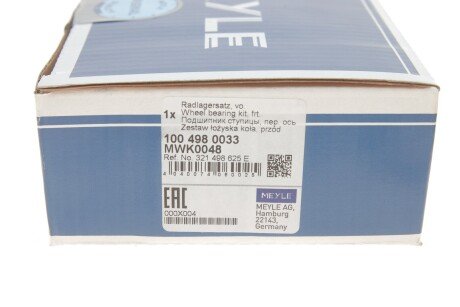 EYLE
Radlagersatz, vo.
1x
Wheel bearing kit, frt.
Подшипник ступицы, пер. ось
Zestaw łożyska koła, przód
100 498 0033
MWK0048
Ref. No. 321 498 625 E
EAC
000X004
MEYLE
MEYLE AG,
Hamburg
22143,
Germany